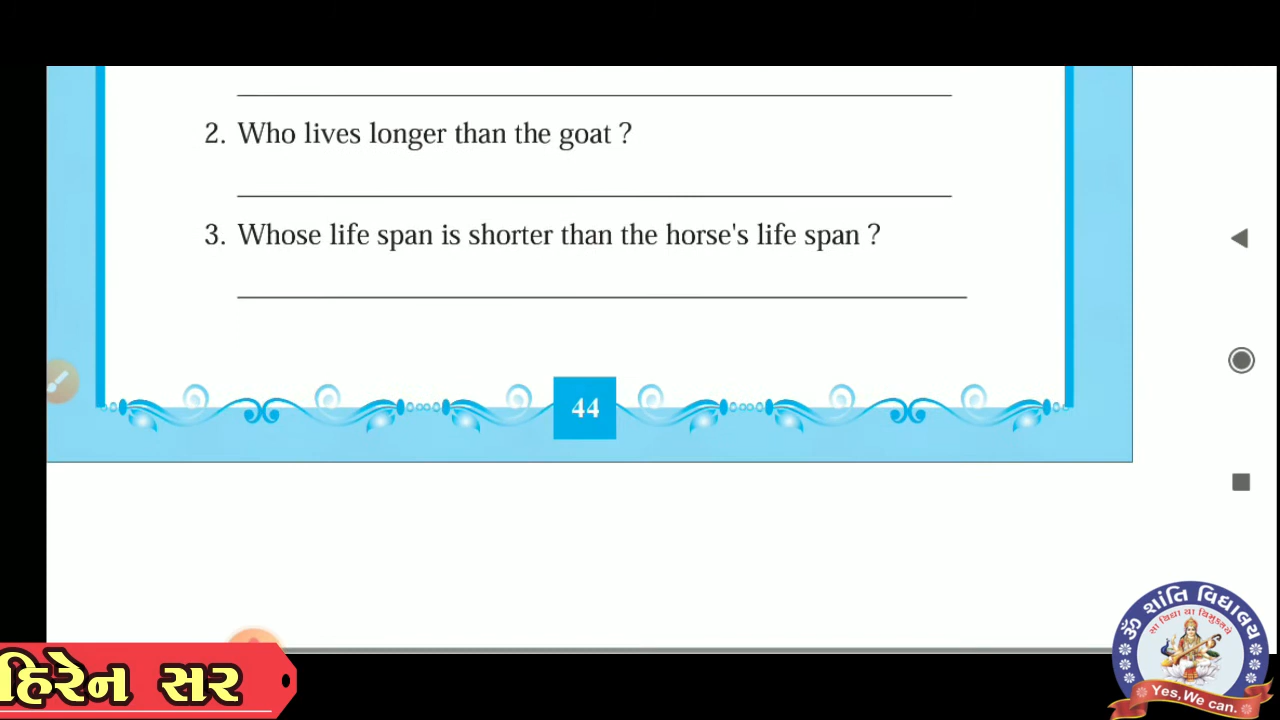 2. Who lives longer than the goat ?
3. Whose life span is shorter than the horse's life span ?
44
હિરેન સર
ૐ શાંતિ વિદ્યાલય
સા વિદ્યા યા વિમુક્તયે
Yes, We can.